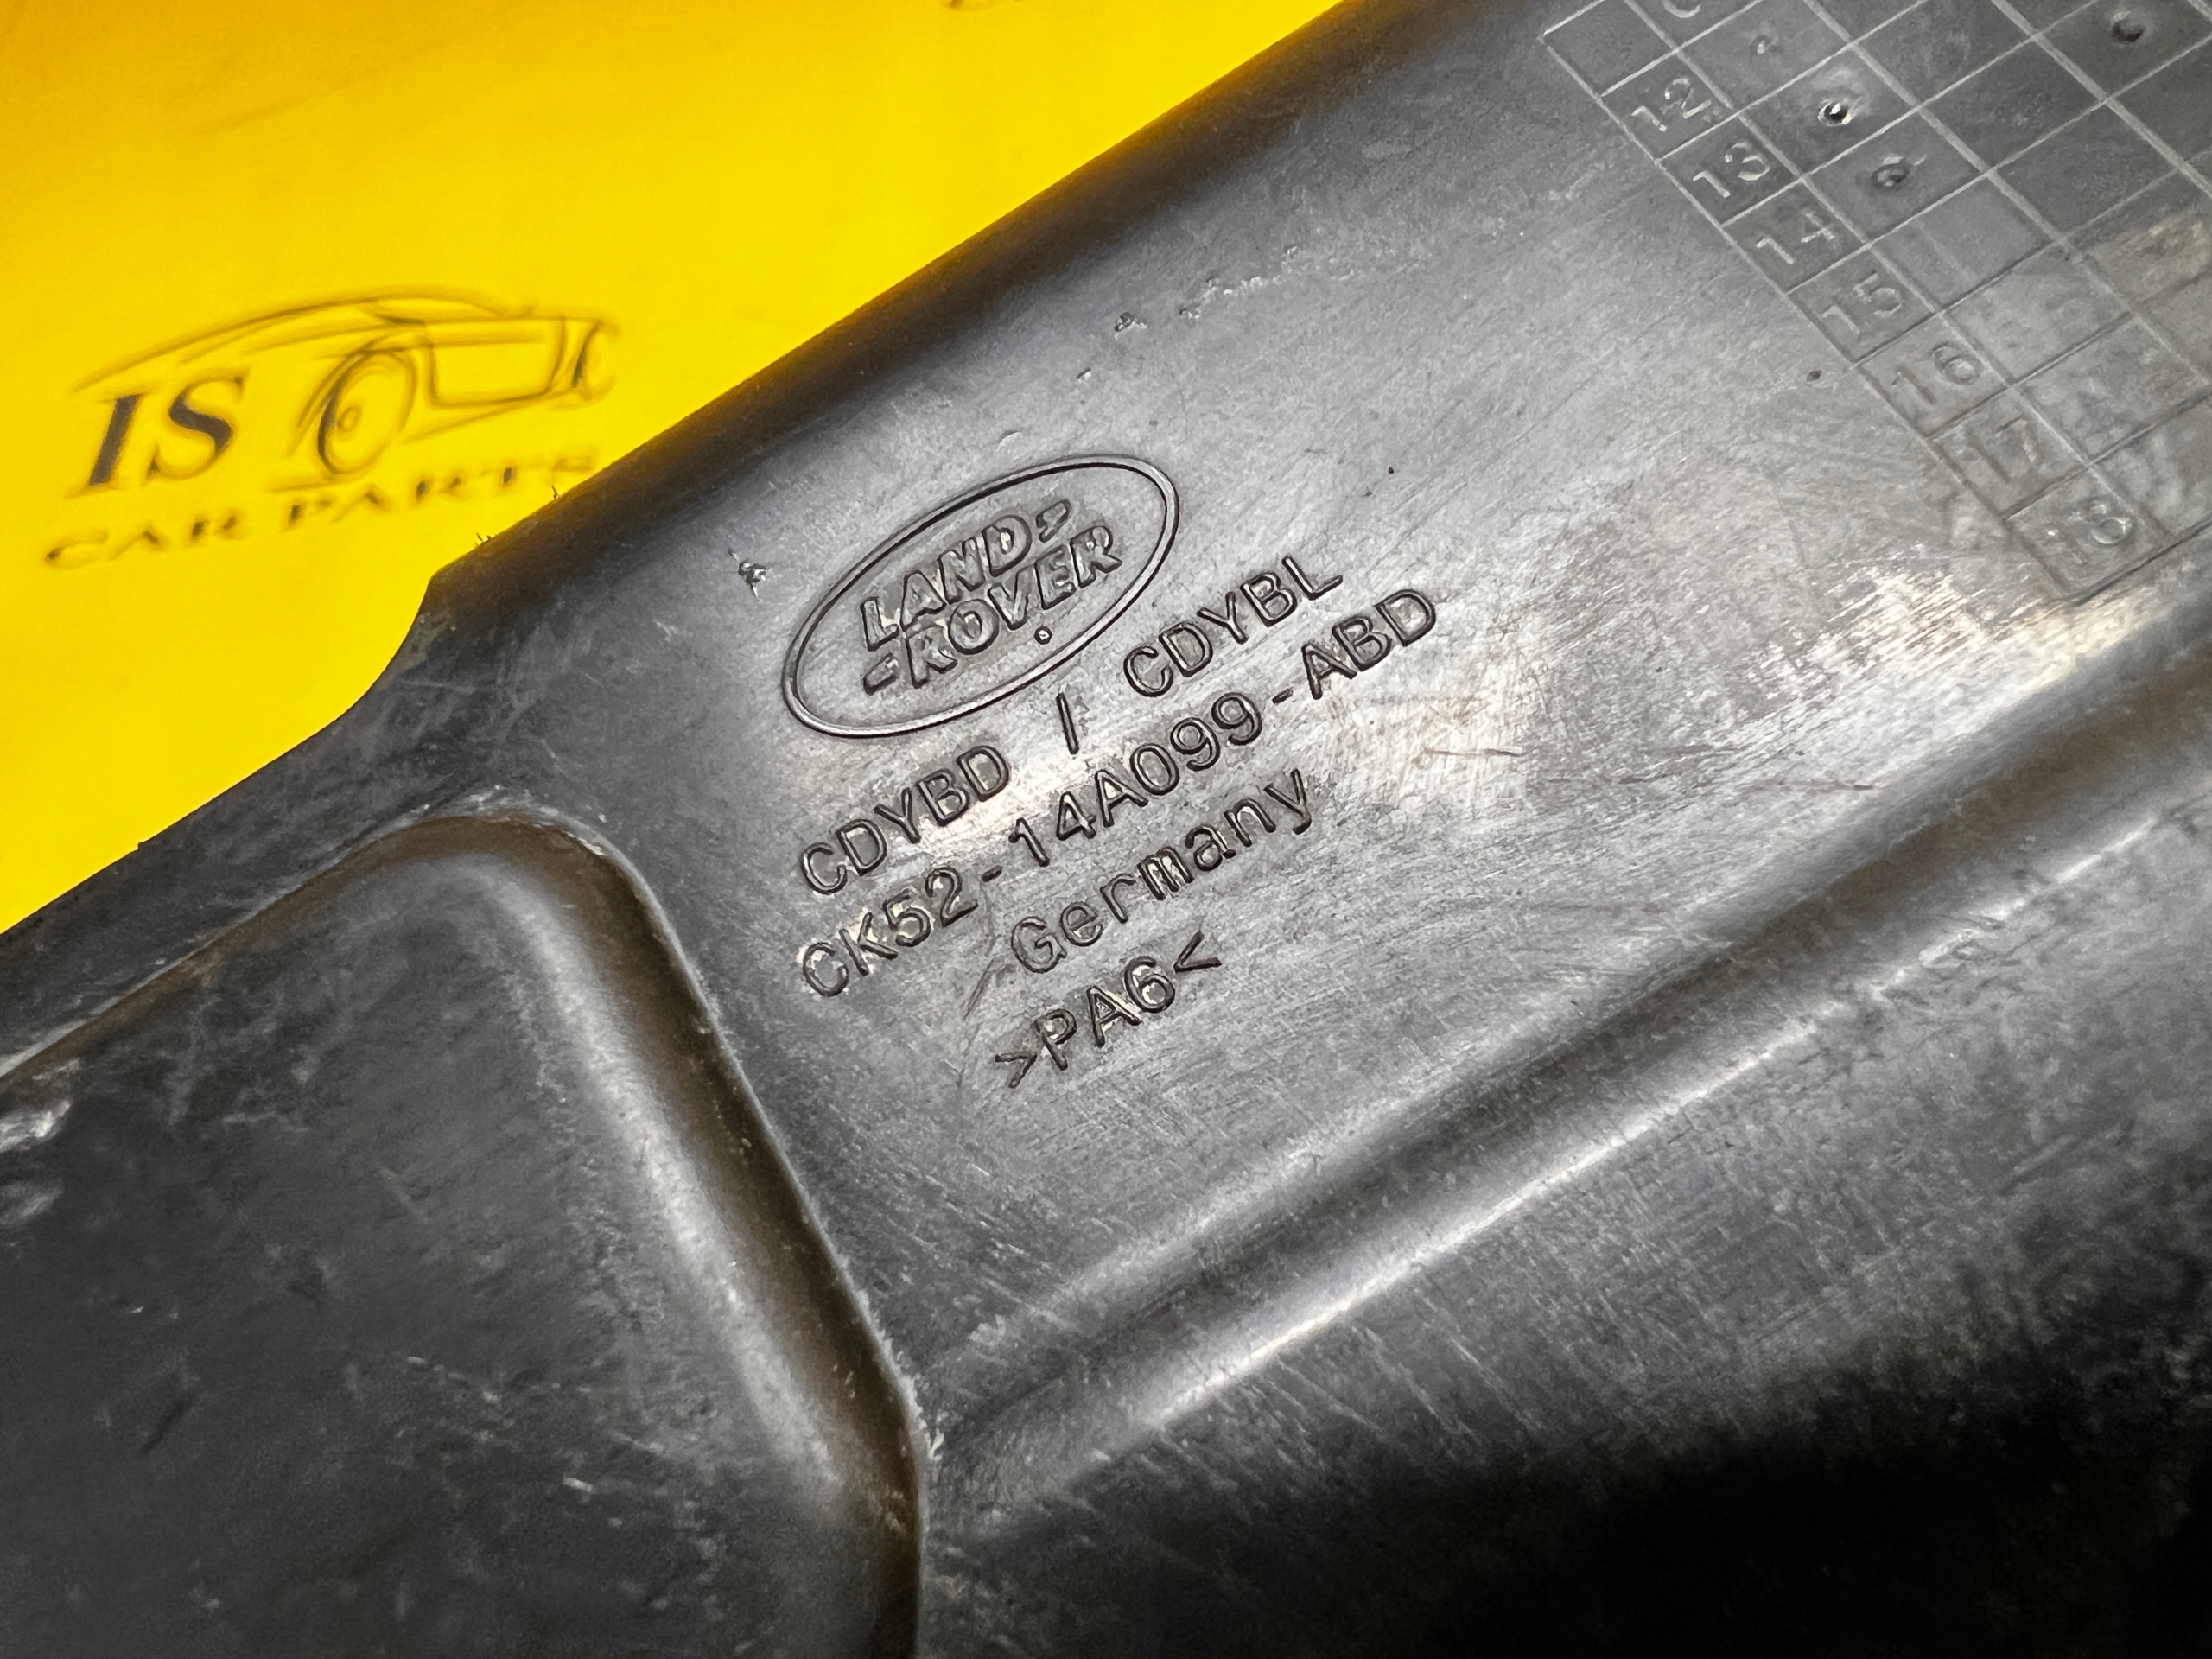 IS
CAR PARTS
LAND
ROVER
CDYBD / CDYBL
CK52-14A099-ABD
Germany
>PA6<
12
13
14
15
16
17
18